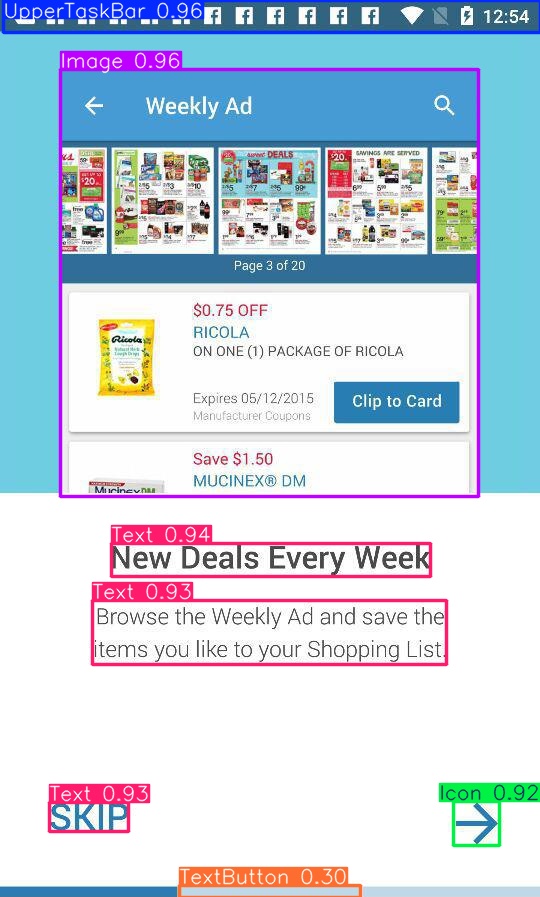 UpperTaskBar 0.96
12:54
Image 0.96
Weekly Ad
Page 3 of 20
$0.75 OFF
RICOLA
ON ONE (1) PACKAGE OF RICOLA
Ricola
Expires 05/12/2015
Manufacturer Coupons
Clip to Card
Save $1.50
MUCINEX® DM
Mucinex DM
Text 0.94
New Deals Every Week
Text 0.93
Browse the Weekly Ad and save the
items you like to your Shopping List.
Text 0.93
SKIP
Icon 0.92
TextButton 0.30